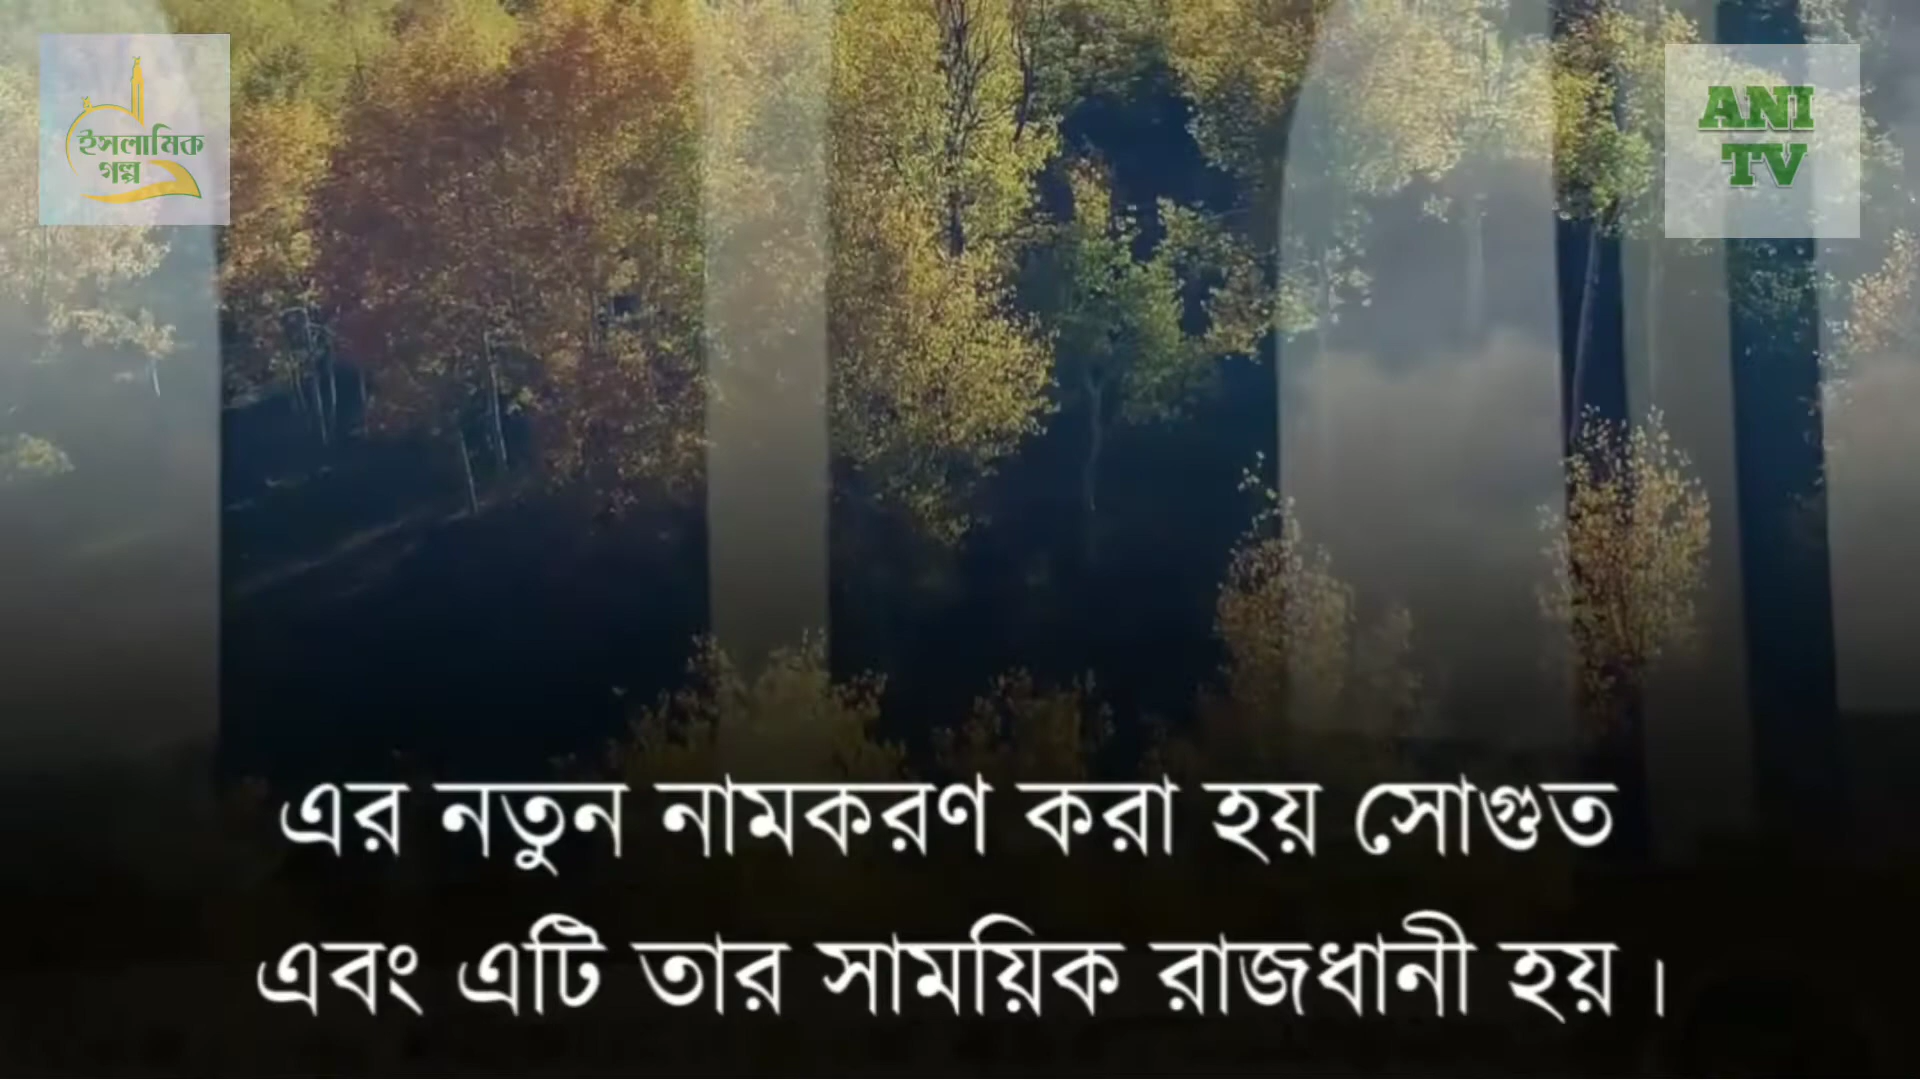 ইসলামিক
গল্প
ANI
TV
এর নতুন নামকরণ করা হয় সোগুত
এবং এটি তার সাময়িক রাজধানী হয়।